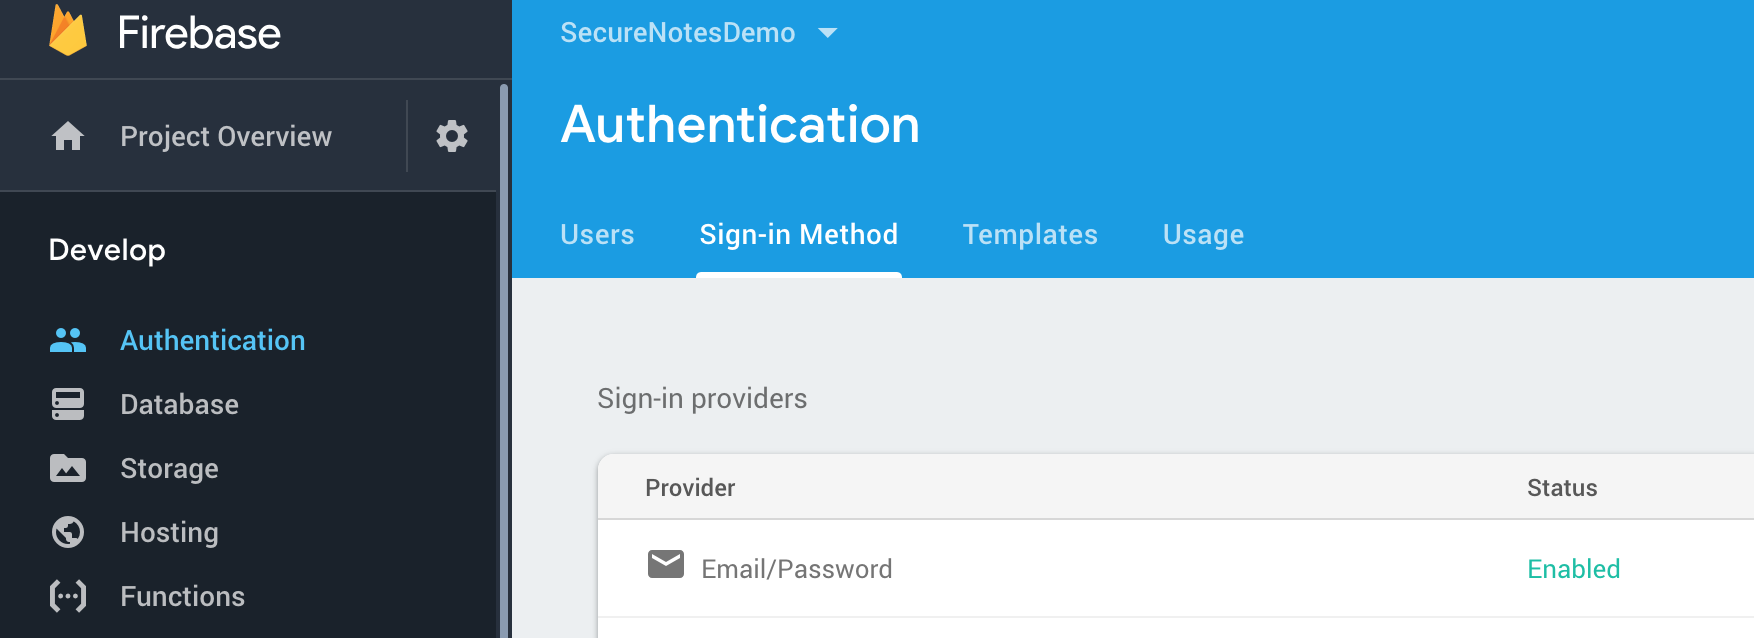 Firebase
Project Overview
Develop
Authentication
Database
Storage
Hosting
Functions
SecureNotesDemo
Authentication
Users Sign-in Method Templates Usage
Sign-in providers
Provider Status
Email/Password Enabled